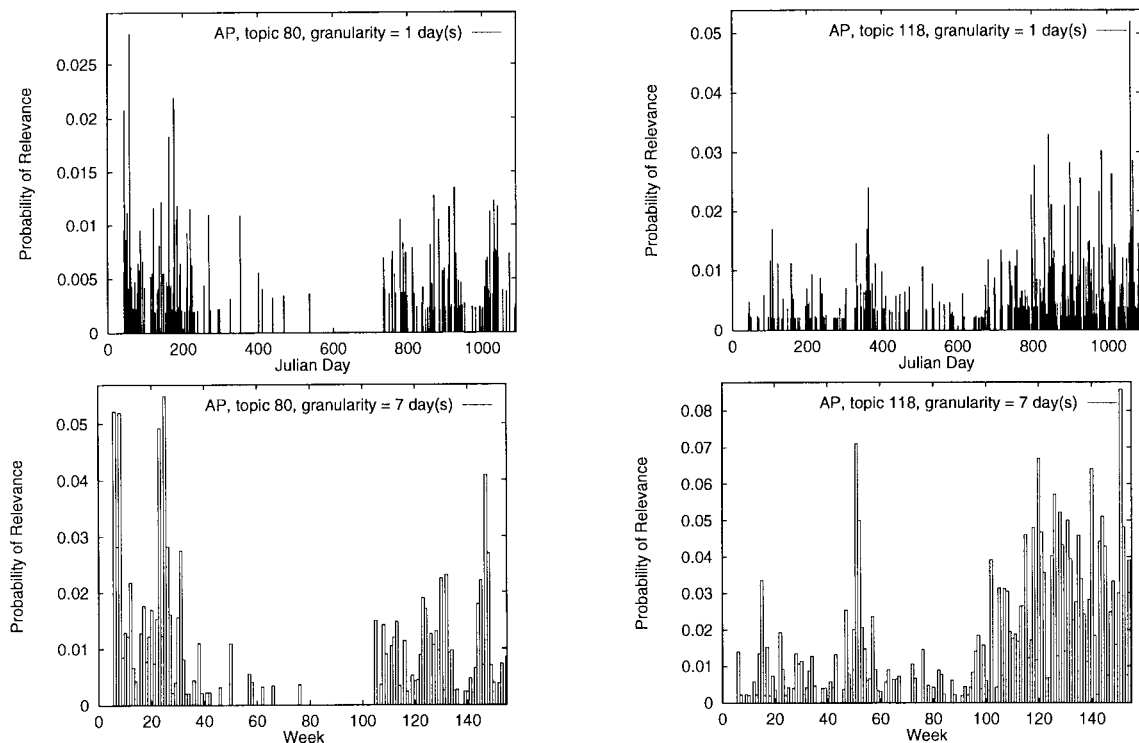 AP, topic 80, granularity = 1 day(s)
Probability of Relevance
0.025
0.02
0.015
0.01
0.005
0
0 200 400 600 800 1000
Julian Day
AP, topic 118, granularity = 1 day(s)
Probability of Relevance
0.05
0.04
0.03
0.02
0.01
0
0 200 400 600 800 1000
Julian Day
AP, topic 80, granularity = 7 day(s)
Probability of Relevance
0.05
0.04
0.03
0.02
0.01
0
0 20 40 60 80 100 120 140
Week
AP, topic 118, granularity = 7 day(s)
Probability of Relevance
0.08
0.07
0.06
0.05
0.04
0.03
0.02
0.01
0
0 20 40 60 80 100 120 140
Week